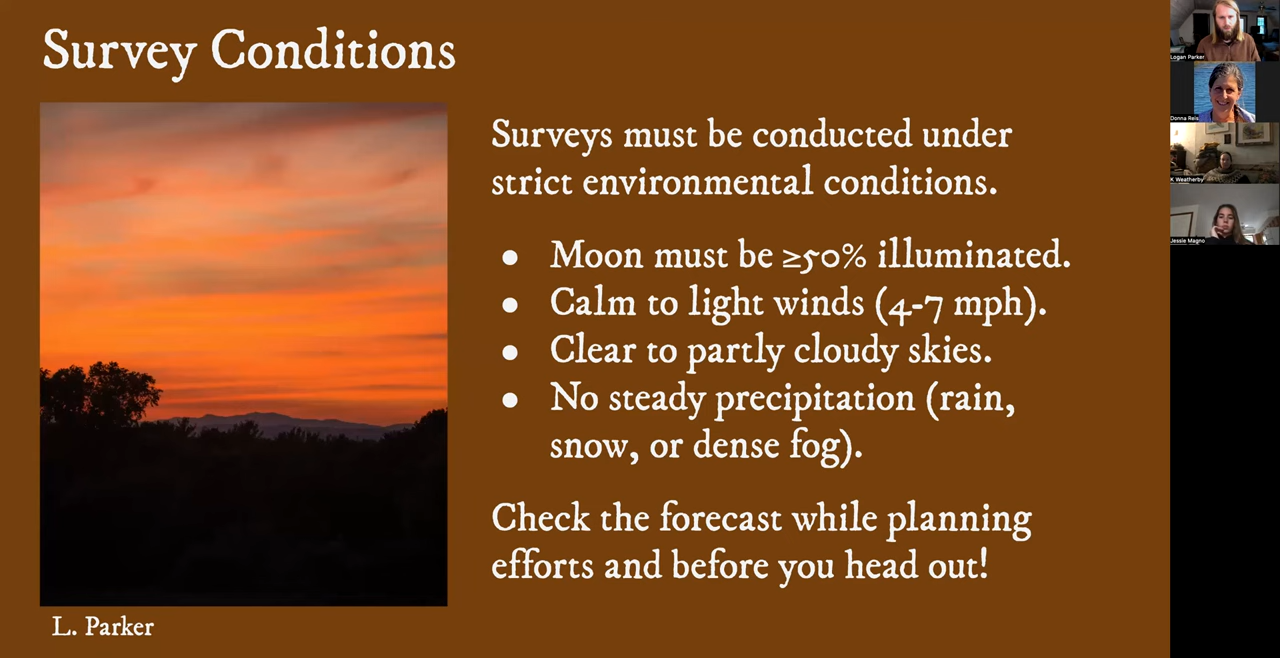 Survey Conditions
Surveys must be conducted under
strict environmental conditions.
● Moon must be ≥50% illuminated.
● Calm to light winds (4-7 mph).
● Clear to partly cloudy skies.
● No steady precipitation (rain,
snow, or dense fog).
Check the forecast while planning
efforts and before you head out!
L. Parker
Logan Parker
Donna Reis
K Weatherby
Jessie Magno